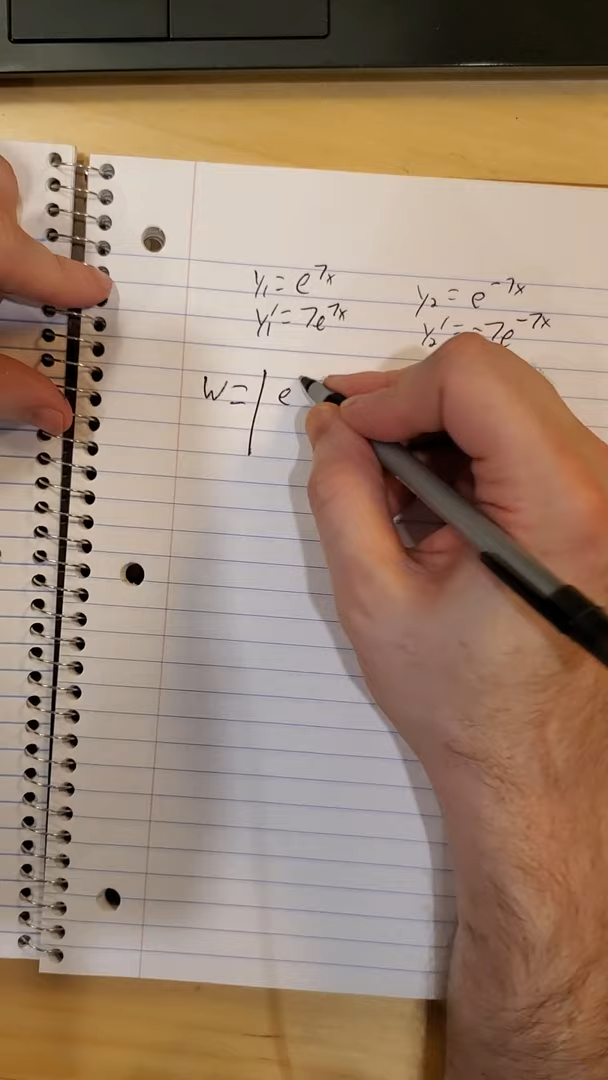 y₁ = e^{7x}
y₂ = e^{-7x}
y₁' = 7e^{7x}
y₂' = -7e^{-7x}
W = | e